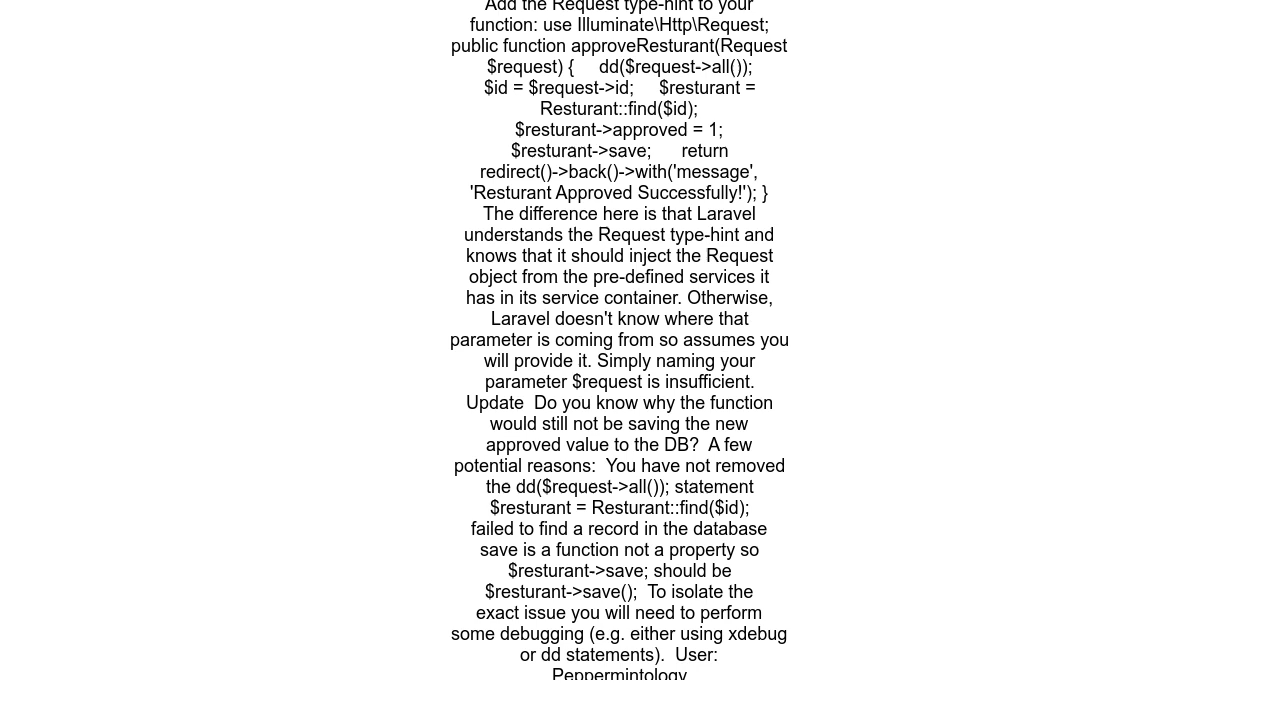 Add the Request type-hint to your
function: use Illuminate\Http\Request;
public function approveResturant(Request
$request) {     dd($request->all());
$id = $request->id;     $resturant =
Resturant::find($id);
$resturant->approved = 1;
$resturant->save;      return
redirect()->back()->with('message',
'Resturant Approved Successfully!'); }
The difference here is that Laravel
understands the Request type-hint and
knows that it should inject the Request
object from the pre-defined services it
has in its service container. Otherwise,
Laravel doesn't know where that
parameter is coming from so assumes you
will provide it. Simply naming your
parameter $request is insufficient.
Update  Do you know why the function
would still not be saving the new
approved value to the DB?  A few
potential reasons:  You have not removed
the dd($request->all()); statement
$resturant = Resturant::find($id);
failed to find a record in the database
save is a function not a property so
$resturant->save; should be
$resturant->save();  To isolate the
exact issue you will need to perform
some debugging (e.g. either using xdebug
or dd statements).  User:
Peppermintology